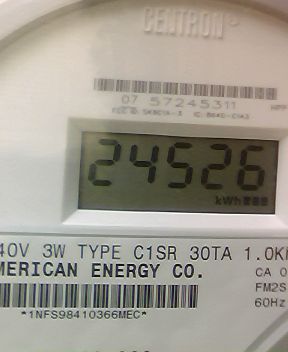 CENTRON
07 57245311
24526
kWh
40V 3W TYPE C1SR 30TA 1.0K
MERICAN ENERGY CO.
CA 0
FM2S
60Hz
*1NFS98410366MEC*